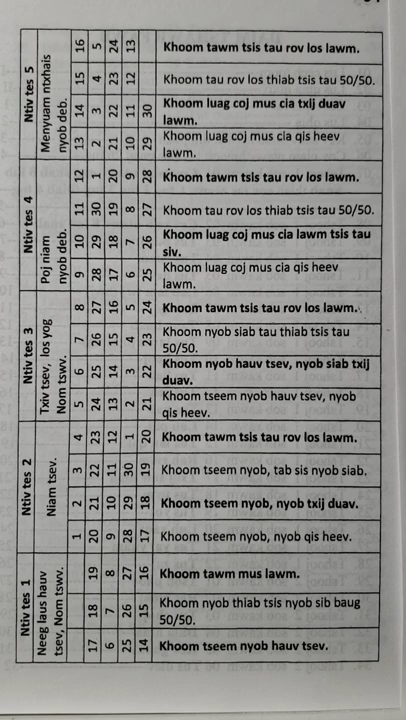 Ntiv tes 5
Menyuam ntxhais
nyob deb.
16 5 24 13 Khoom tawm tsis tau rov los lawm.
15 4 23 12 Khoom tau rov los thiab tsis tau 50/50.
14 3 22 11 30 Khoom luag coj mus cia txij duav
lawm.
13 2 21 10 29 Khoom luag coj mus cia qis heev
lawm.
Ntiv tes 4
Poj niam
nyob deb.
12 1 20 9 28 Khoom tawm tsis tau rov los lawm.
11 30 19 8 27 Khoom tau rov los thiab tsis tau 50/50.
10 29 18 7 26 Khoom luag coj mus cia lawm tsis tau
siv.
9 28 17 6 25 Khoom luag coj mus cia qis heev
lawm.
Ntiv tes 3
Txiv tsev, los yog
Nom tswv.
8 27 16 5 24 Khoom tawm tsis tau rov los lawm.
7 26 15 4 23 Khoom nyob siab tau thiab tsis tau
50/50.
6 25 14 3 22 Khoom nyob hauv tsev, nyob siab txij
duav.
5 24 13 2 21 Khoom tseem nyob hauv tsev, nyob
qis heev.
Ntiv tes 2
Niam tsev.
4 23 12 1 20 Khoom tawm tsis tau rov los lawm.
3 22 11 30 19 Khoom tseem nyob, tab sis nyob siab.
2 21 10 29 18 Khoom tseem nyob, nyob txij duav.
1 20 9 28 17 Khoom tseem nyob, nyob qis heev.
Ntiv tes 1
Neeg laus hauv
tsev, Nom tswv.
19 8 27 16 Khoom tawm mus lawm.
18 7 26 15 Khoom nyob thiab tsis nyob sib baug
50/50.
17 6 25 14 Khoom tseem nyob hauv tsev.